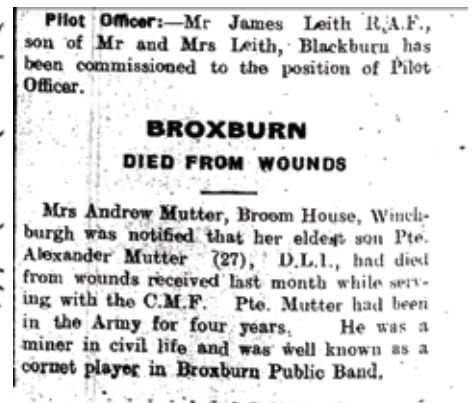 Pilot Officer:—Mr James Leith R.A.F.,
son of Mr and Mrs Leith, Blackburn has
been commissioned to the position of Pilot
Officer.
BROXBURN
DIED FROM WOUNDS
Mrs Andrew Mutter, Broom House, Winch-
burgh was notified that her eldest son Pte.
Alexander Mutter (27), D.L.I., had died
from wounds received last month while serv-
ing with the C.M.F. Pte. Mutter had been
in the Army for four years. He was a
miner in civil life and was well known as a
cornet player in Broxburn Public Band.